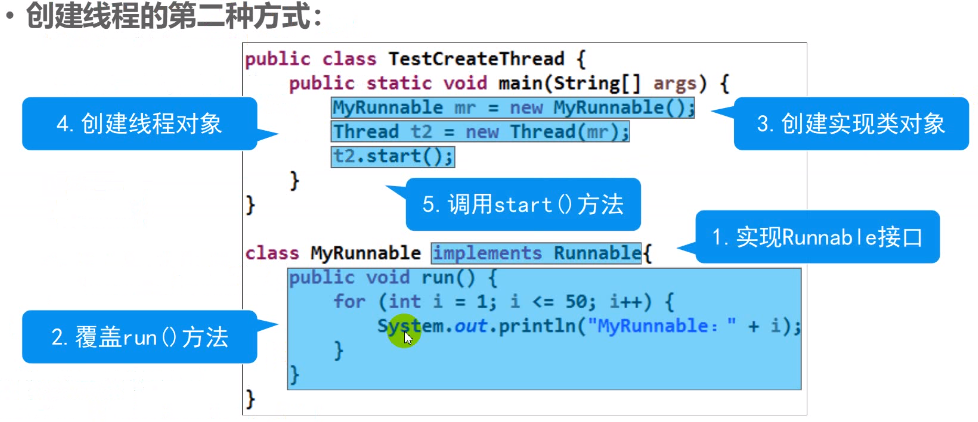 • 创建线程的第二种方式：
public class TestCreateThread {
public static void main(String[] args) {
4.创建线程对象
MyRunnable mr = new MyRunnable();
3.创建实现类对象
Thread t2 = new Thread(mr);
t2.start();
}
5.调用start()方法
}
1.实现Runnable接口
class MyRunnable implements Runnable{
public void run() {
for (int i = 1; i <= 50; i++) {
2.覆盖run()方法
System.out.println("MyRunnable：" + i);
}
}
}